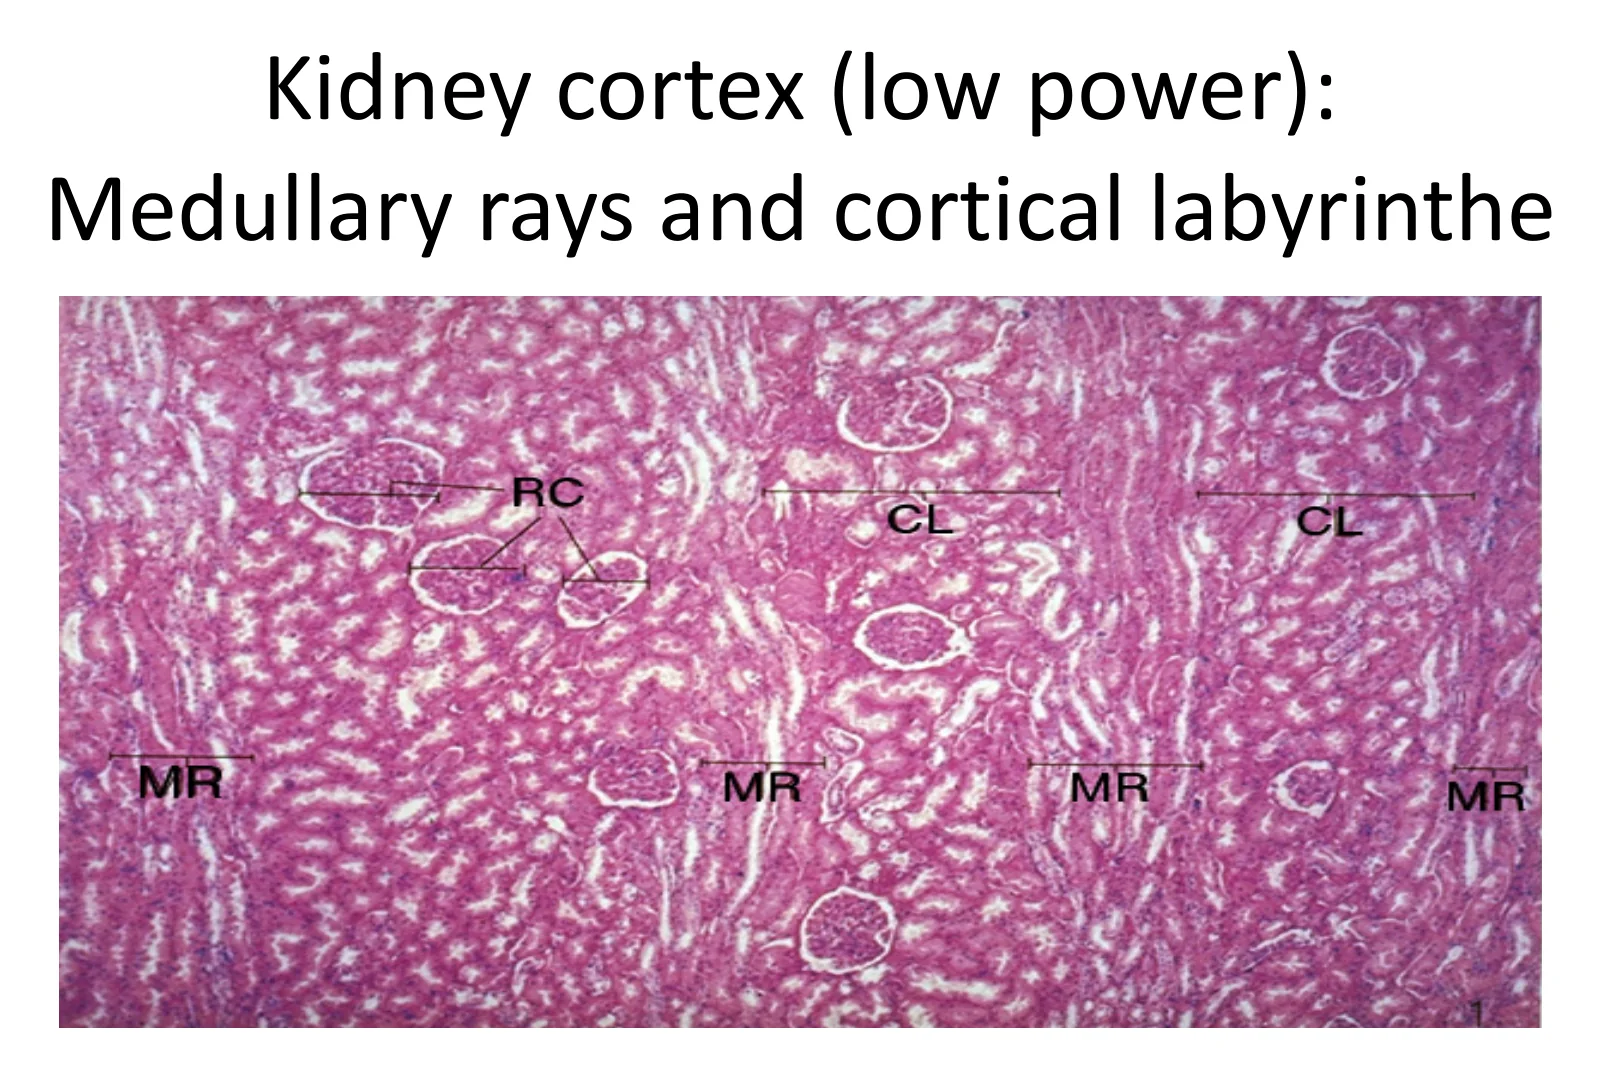 Kidney cortex (low power):
Medullary rays and cortical labyrinthe
RC
CL
CL
MR
MR
MR
MR
1